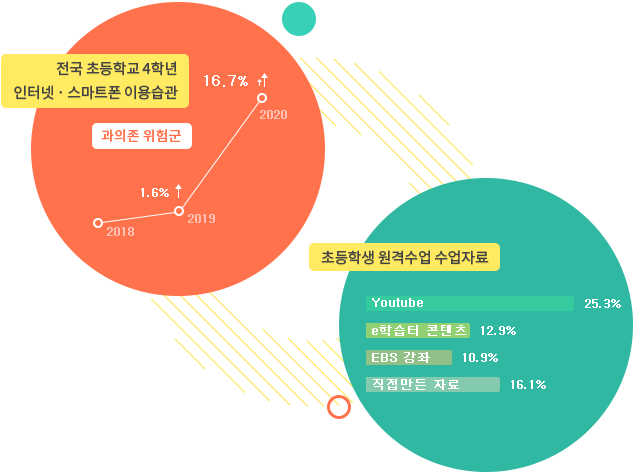 전국 초등학교 4학년
인터넷 · 스마트폰 이용습관
16.7% ↑
과의존 위험군
2020
1.6% ↑
2019
2018
초등학생 원격수업 수업자료
Youtube 25.3%
e학습터 콘텐츠 12.9%
EBS 강좌 10.9%
직접만든 자료 16.1%